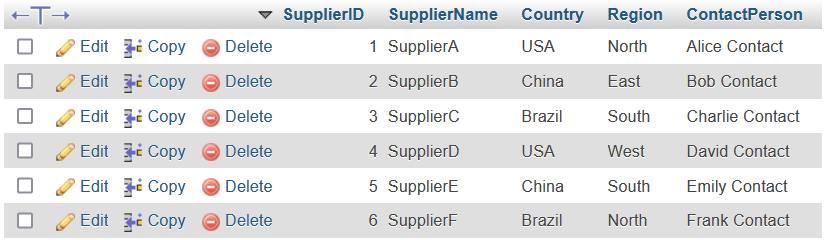 SupplierID SupplierName Country Region ContactPerson
Edit Copy Delete 1 SupplierA USA North Alice Contact
Edit Copy Delete 2 SupplierB China East Bob Contact
Edit Copy Delete 3 SupplierC Brazil South Charlie Contact
Edit Copy Delete 4 SupplierD USA West David Contact
Edit Copy Delete 5 SupplierE China South Emily Contact
Edit Copy Delete 6 SupplierF Brazil North Frank Contact